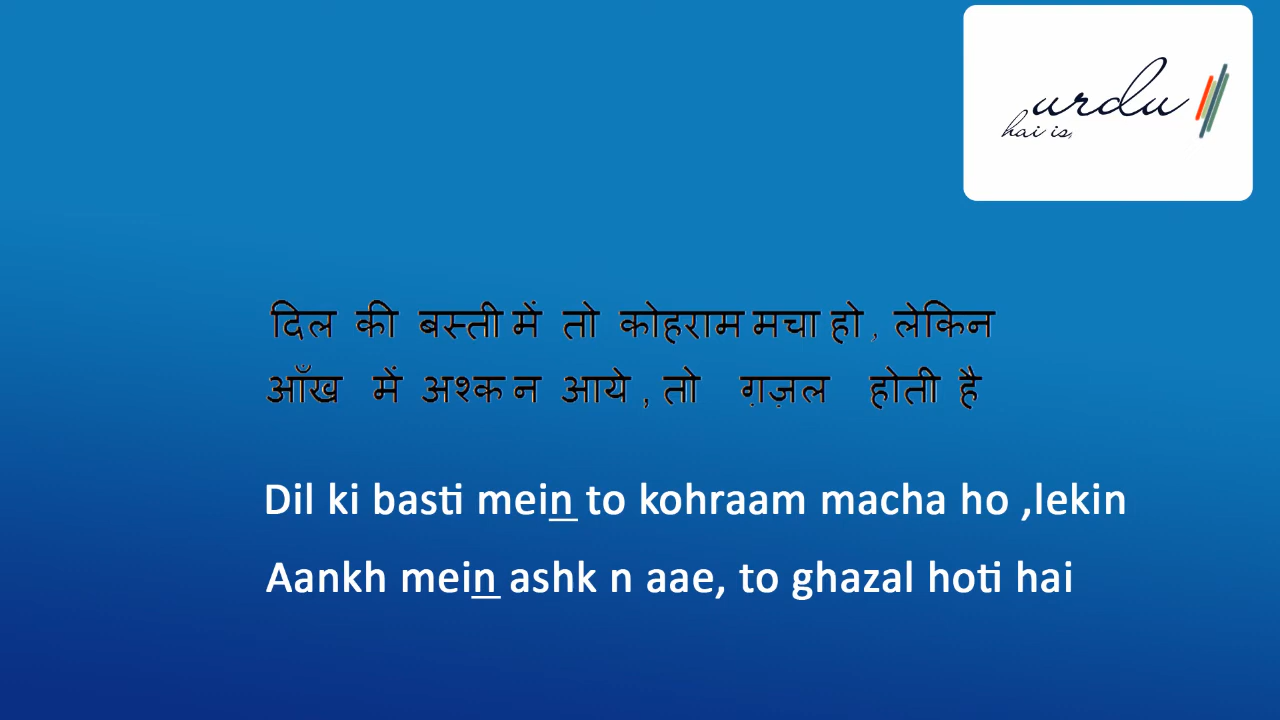 urdu
hai is,
दिल की बस्ती में तो कोहराम मचा हो , लेकिन
आँख में अश्क न आये , तो ग़ज़ल होती है
Dil ki basti mein to kohraam macha ho ,lekin
Aankh mein ashk n aae, to ghazal hoti hai